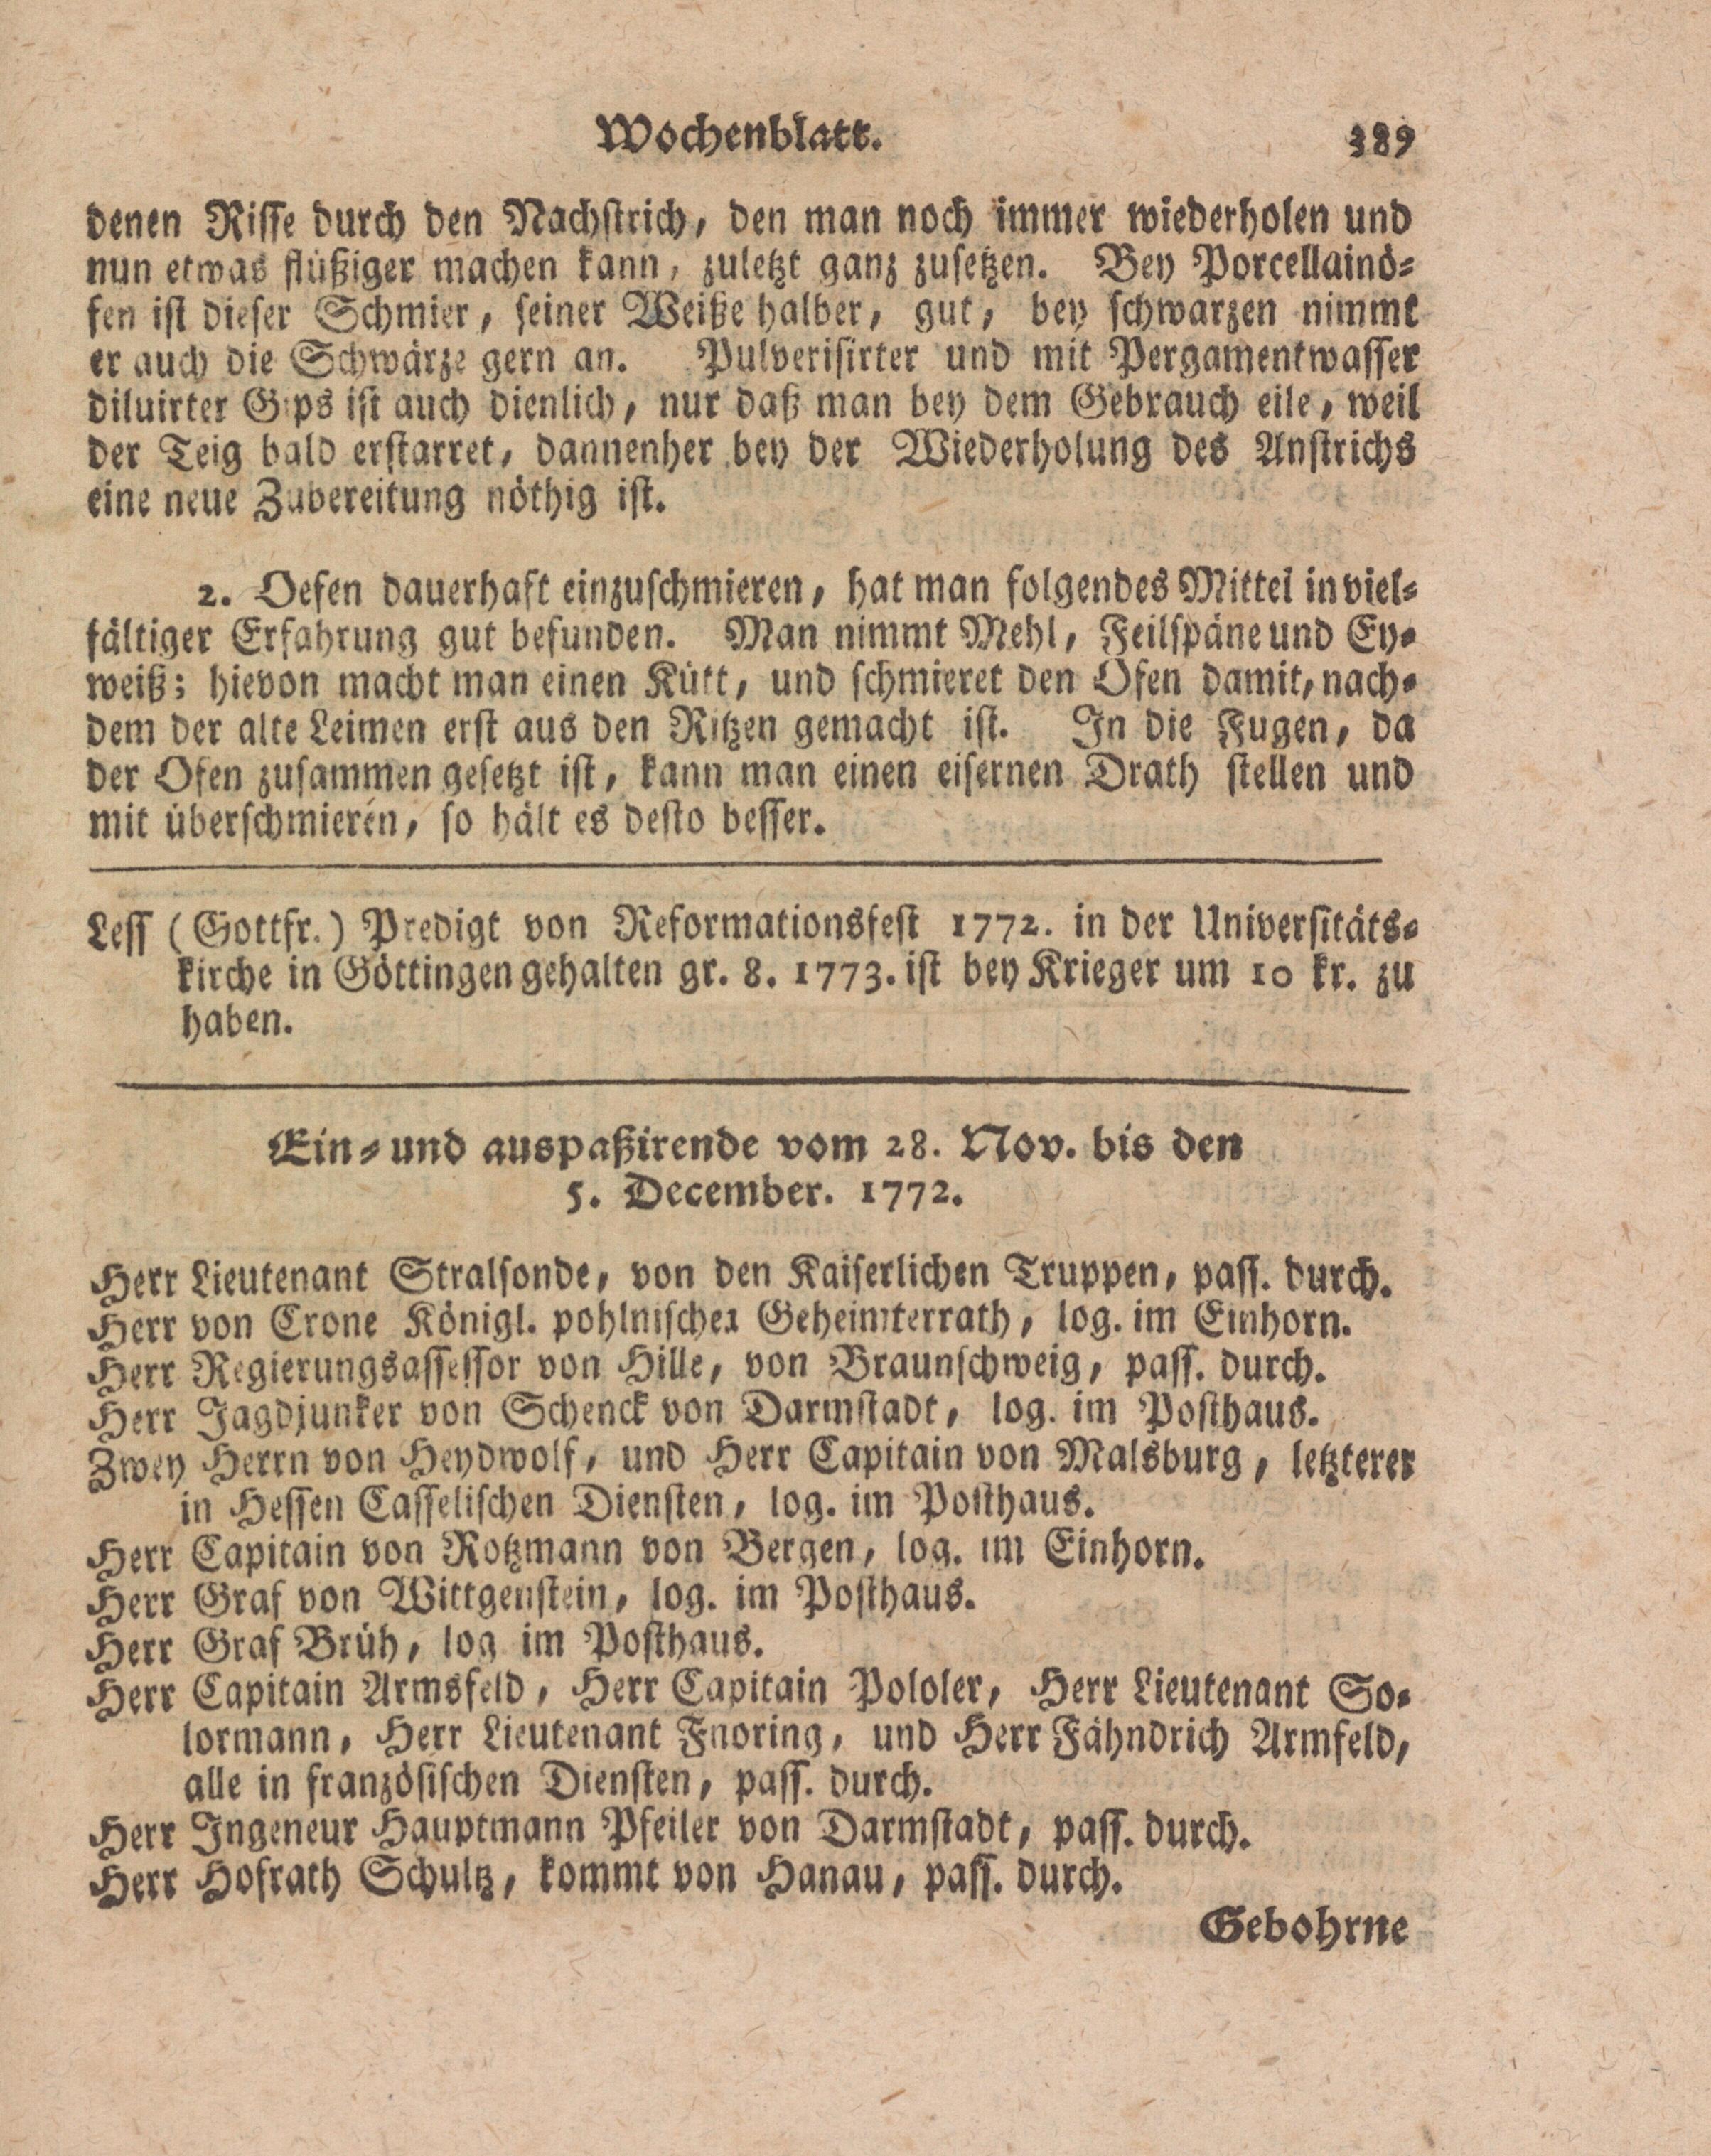 Wochenblatt. 389
denen Risse durch den Nachstrich, den man noch immer wiederholen und
nun etwas flüßiger machen kann, zuletzt ganz zusetzen. Bey Porcellainö-
fen ist dieser Schmier, seiner Weiße halber, gut, bey schwarzen nimmt
er auch die Schwärze gern an. Pulverisirter und mit Pergamentwasser
diluirter Gips ist auch dienlich, nur daß man bey dem Gebrauch eile, weil
der Teig bald erstarret, dannenher bey der Wiederholung des Anstrichs
eine neue Zubereitung nöthig ist.
2. Oefen dauerhaft einzuschmieren, hat man folgendes Mittel in viel-
fältiger Erfahrung gut befunden. Man nimmt Mehl, Feilspäne und Ey-
weiß; hievon macht man einen Kütt, und schmieret den Ofen damit, nach-
dem der alte Leimen erst aus den Ritzen gemacht ist. In die Fugen, da
der Ofen zusammen gesetzt ist, kann man einen eisernen Drath stellen und
mit überschmieren, so hält es desto besser.
Less (Gottfr.) Predigt von Reformationsfest 1772. in der Universitäts-
kirche in Göttingen gehalten gr. 8. 1773. ist bey Krieger um 10 kr. zu
haben.
Ein- und auspaßirende vom 28. Nov. bis den
5. December. 1772.
Herr Lieutenant Stralsonde, von den Kaiserlichen Truppen, pass. durch.
Herr von Crone Königl. pohlnischer Geheimterrath, log. im Einhorn.
Herr Regierungsassessor von Hille, von Braunschweig, pass. durch.
Herr Jagdjunker von Schenck von Darmstadt, log. im Posthaus.
Zwey Herrn von Heydwolf, und Herr Capitain von Malsburg, letzterer
in Hessen Casselischen Diensten, log. im Posthaus.
Herr Capitain von Rotzmann von Bergen, log. im Einhorn.
Herr Graf von Wittgenstein, log. im Posthaus.
Herr Graf Brüh, log im Posthaus.
Herr Capitain Armsfeld, Herr Capitain Pololer, Herr Lieutenant So-
lormann, Herr Lieutenant Fnoring, und Herr Fähndrich Armfeld,
alle in französischen Diensten, pass. durch.
Herr Ingeneur Hauptmann Pfeiler von Darmstadt, pass. durch.
Herr Hofrath Schultz, kommt von Hanau, pass. durch.
Gebohrne